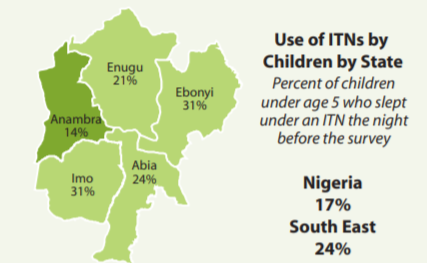 Enugu
21%
Ebonyi
31%
Anambra
14%
Imo
31%
Abia
24%
Use of ITNs by
Children by State
Percent of children
under age 5 who slept
under an ITN the night
before the survey
Nigeria
17%
South East
24%